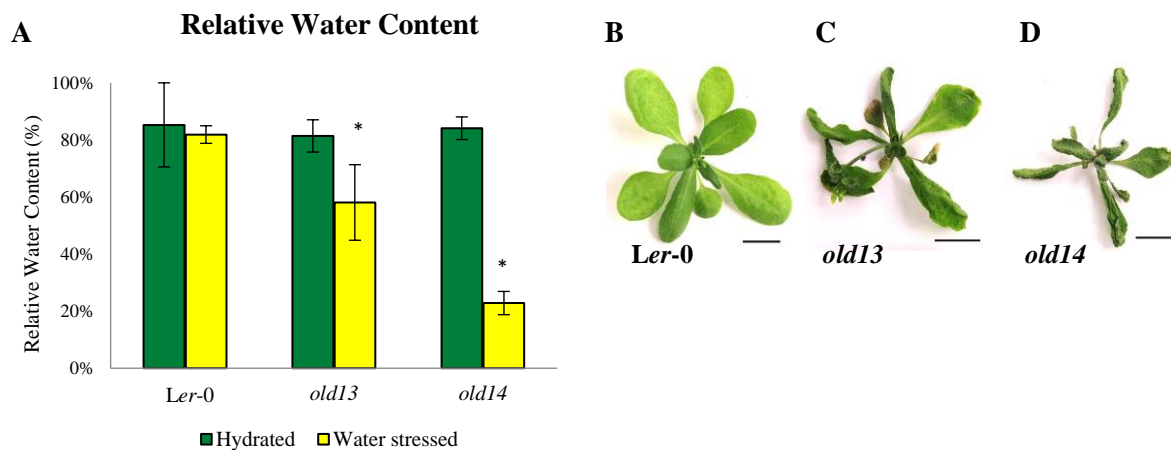 A
Relative Water Content
Relative Water Content (%)
100%
80%
60%
40%
20%
0%
*
*
Ler-0
old13
old14
Hydrated
Water stressed
B
C
D
Ler-0
old13
old14